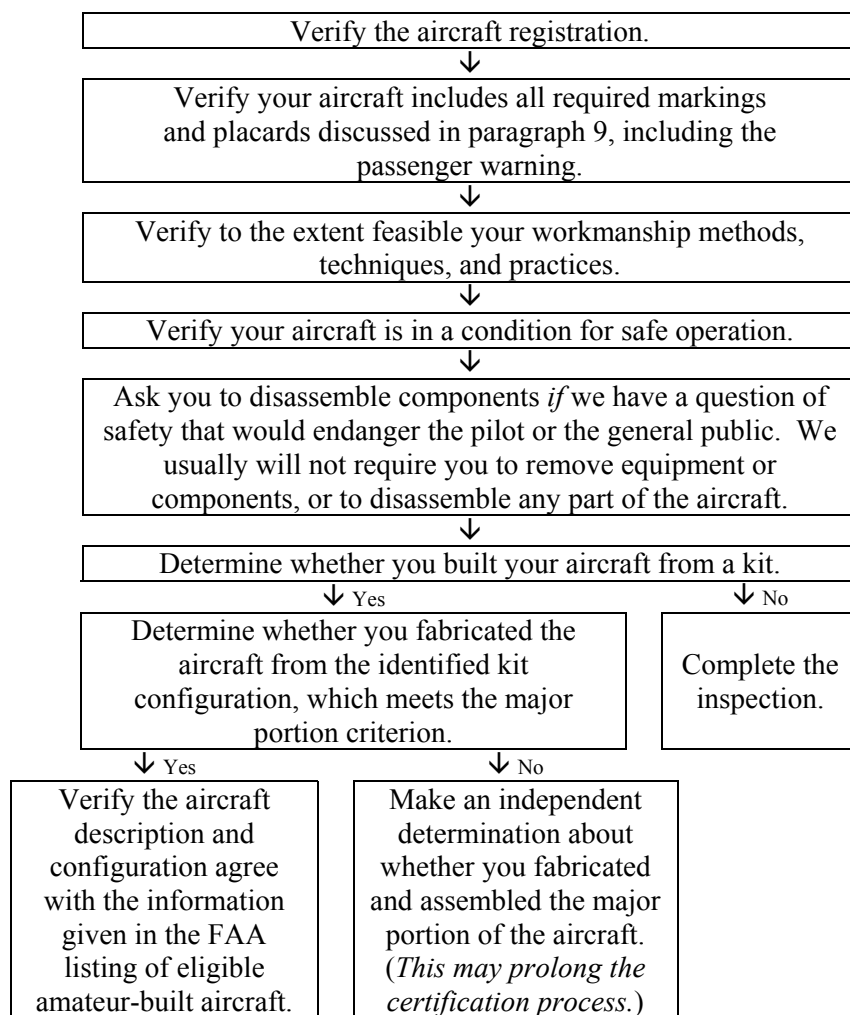 Verify the aircraft registration.
Verify your aircraft includes all required markings
and placards discussed in paragraph 9, including the
passenger warning.
Verify to the extent feasible your workmanship methods,
techniques, and practices.
Verify your aircraft is in a condition for safe operation.
Ask you to disassemble components if we have a question of
safety that would endanger the pilot or the general public. We
usually will not require you to remove equipment or
components, or to disassemble any part of the aircraft.
Determine whether you built your aircraft from a kit.
Yes
No
Determine whether you fabricated the
aircraft from the identified kit
configuration, which meets the major
portion criterion.
Complete the
inspection.
Yes
No
Verify the aircraft
description and
configuration agree
with the information
given in the FAA
listing of eligible
amateur-built aircraft.
Make an independent
determination about
whether you fabricated
and assembled the major
portion of the aircraft.
(This may prolong the
certification process.)